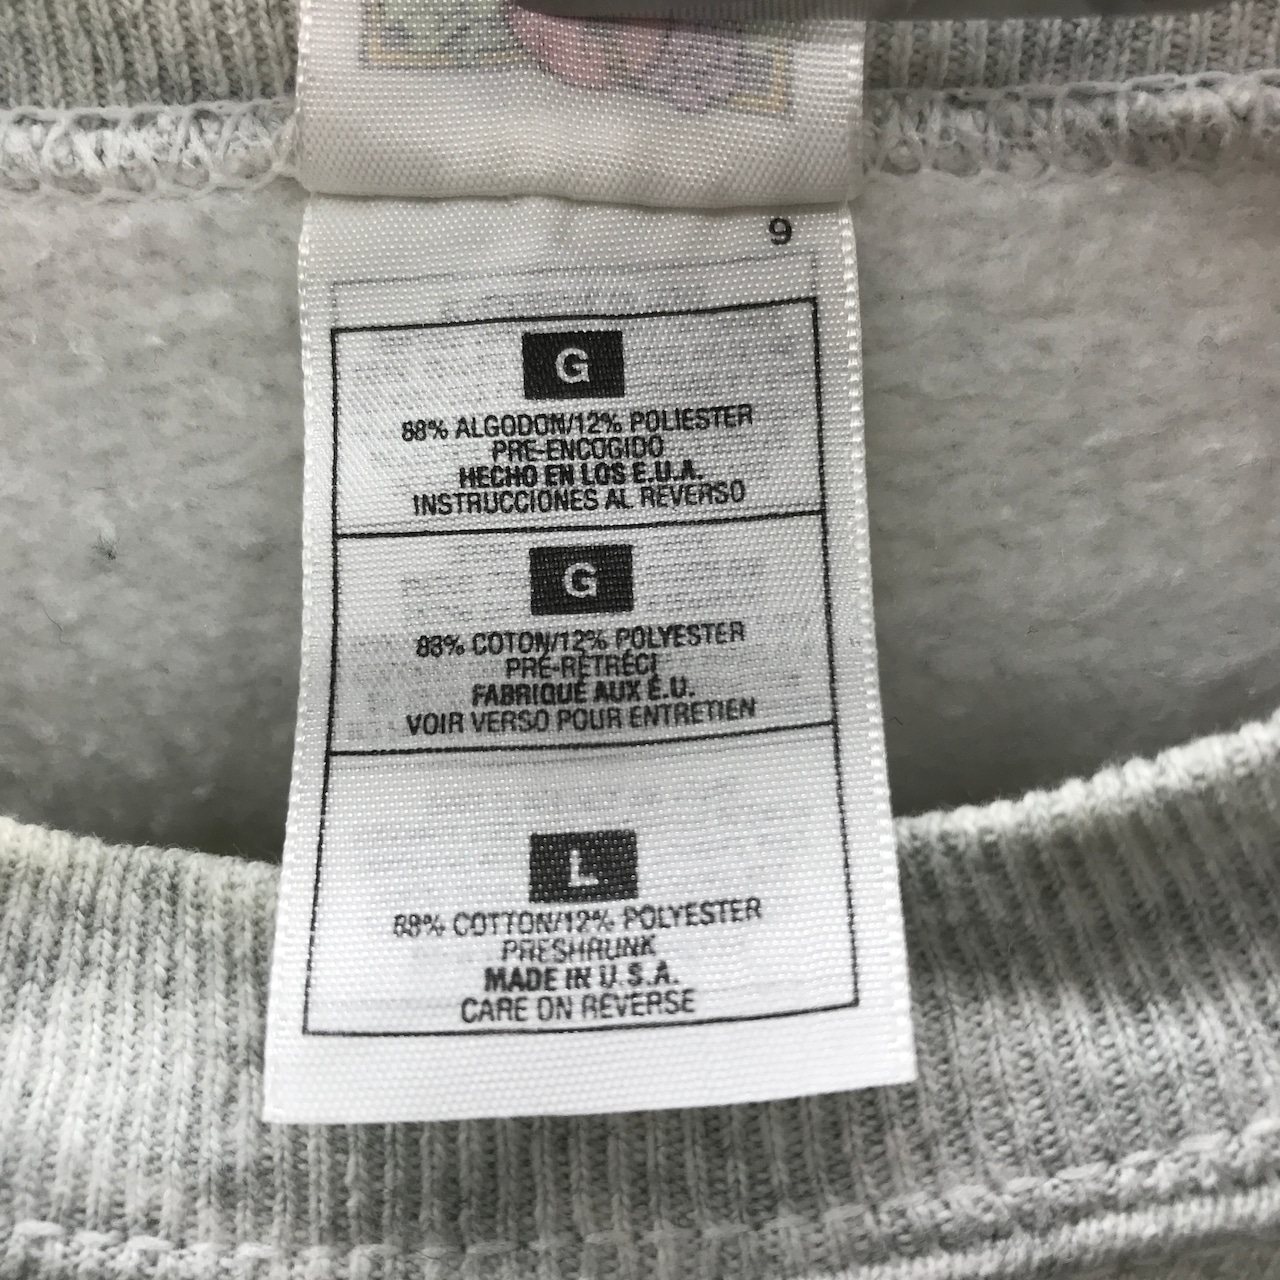 9
G
88% ALGODON/12% POLIESTER
PRE-ENCOGIDO
HECHO EN LOS E.U.A.
INSTRUCCIONES AL REVERSO
G
88% COTON/12% POLYESTER
PRÉ-RÉTRÉCI
FABRIQUÉ AUX É.U.
VOIR VERSO POUR ENTRETIEN
L
88% COTTON/12% POLYESTER
PRESHRUNK
MADE IN U.S.A.
CARE ON REVERSE